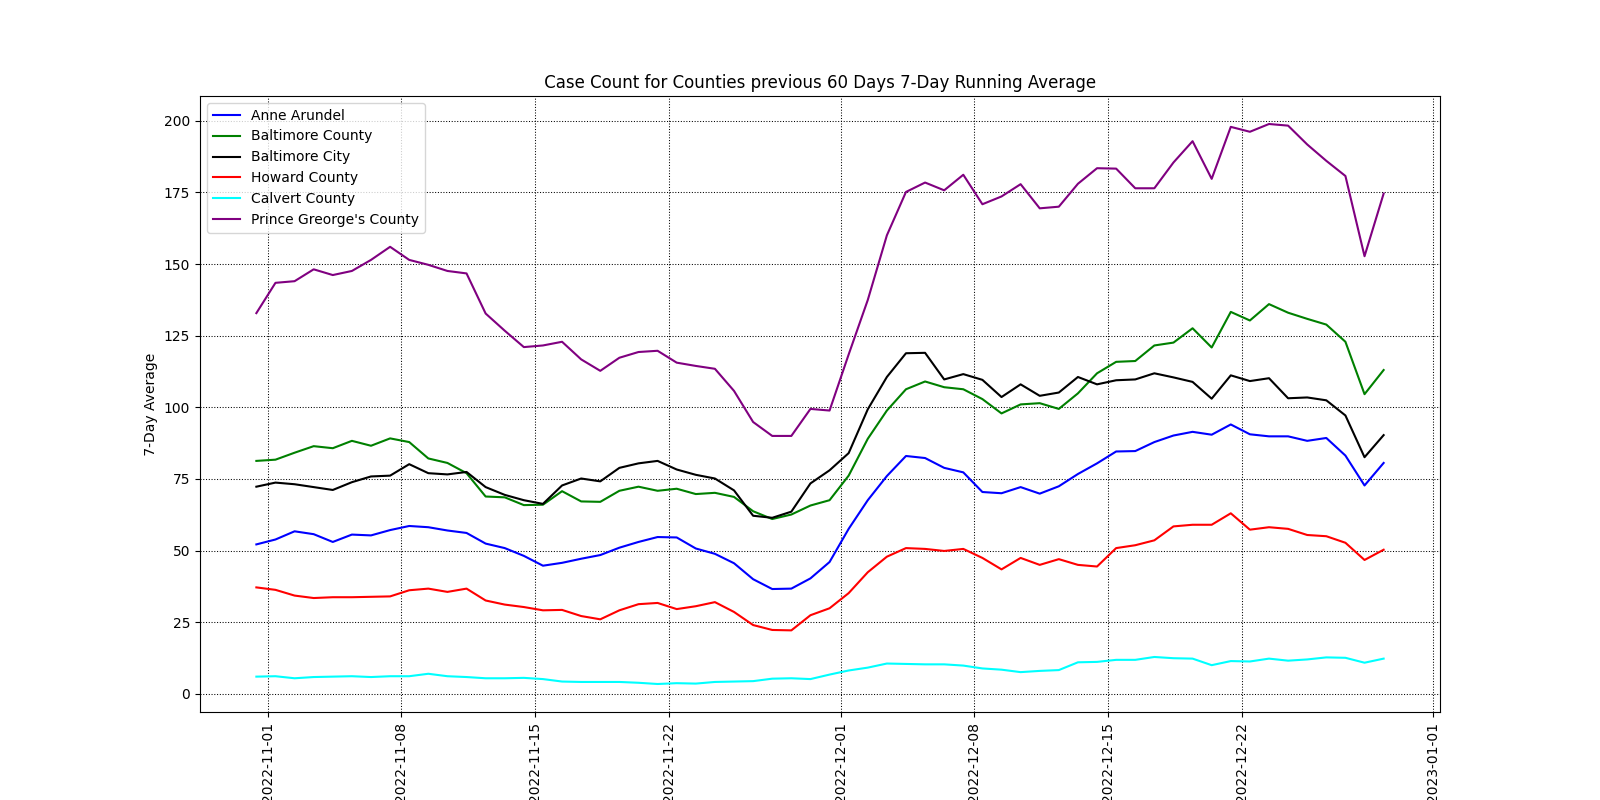 Case Count for Counties previous 60 Days 7-Day Running Average
Anne Arundel
Baltimore County
Baltimore City
Howard County
Calvert County
Prince Greorge's County
7-Day Average
200
175
150
125
100
75
50
25
0
2022-11-01
2022-11-08
2022-11-15
2022-11-22
2022-12-01
2022-12-08
2022-12-15
2022-12-22
2023-01-01